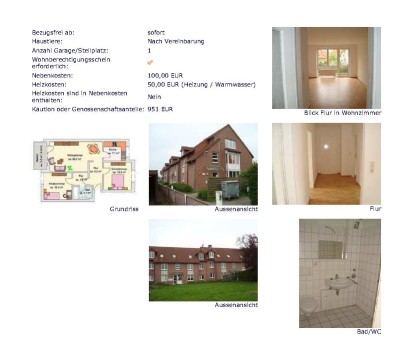 Bezugsfrei ab: sofort
Haustiere: Nach Vereinbarung
Anzahl Garage/Stellplatz: 1
Wohnberechtigungsschein
erforderlich:
Nebenkosten: 100,00 EUR
Heizkosten: 50,00 EUR (Heizung / Warmwasser)
Heizkosten sind in Nebenkosten
enthalten: Nein
Kaution oder Genossenschaftsanteile: 951 EUR
Blick Flur in Wohnzimmer
Grundriss
Aussenansicht
Flur
Aussenansicht
Bad/WC